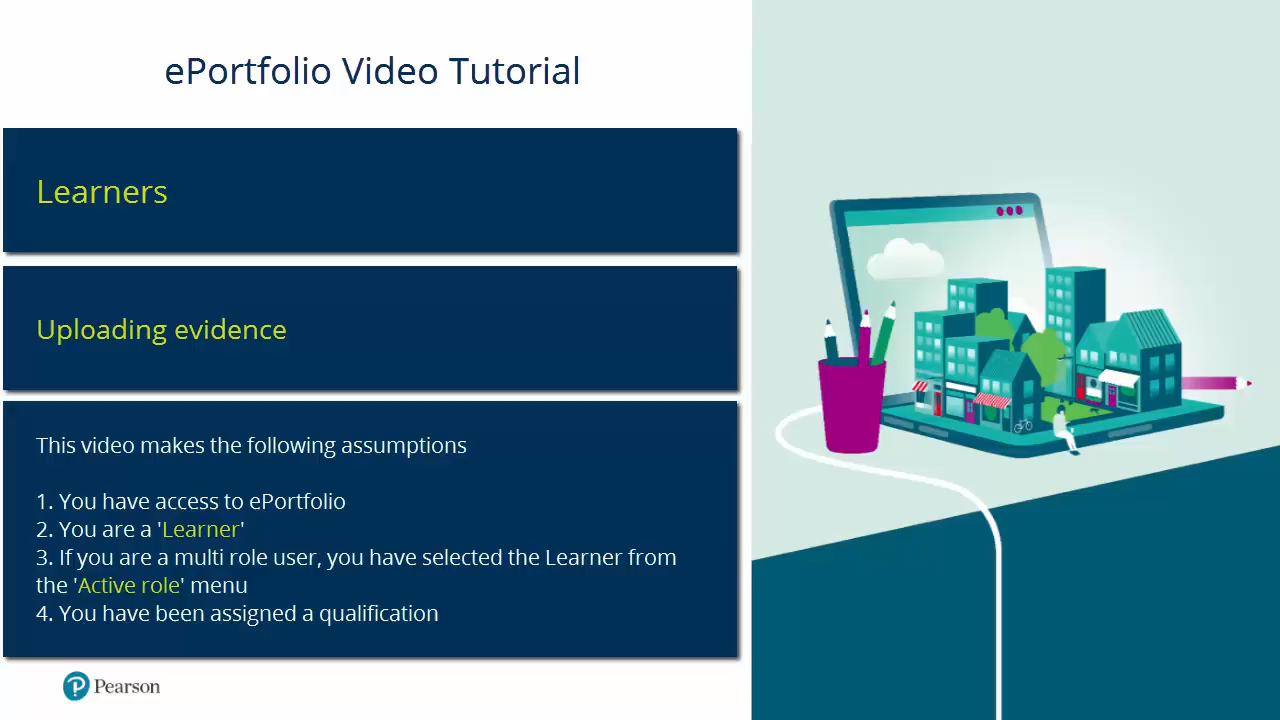 ePortfolio Video Tutorial
Learners
Uploading evidence
This video makes the following assumptions
1. You have access to ePortfolio
2. You are a 'Learner'
3. If you are a multi role user, you have selected the Learner from
the 'Active role' menu
4. You have been assigned a qualification
Pearson